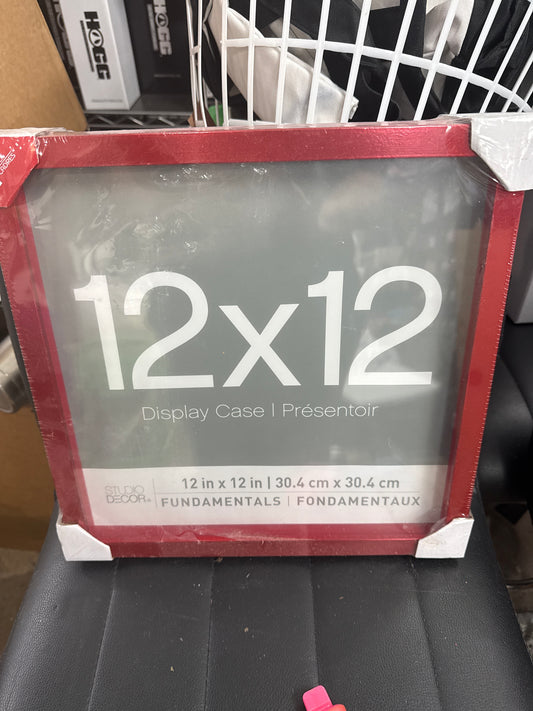 HOGG
HOGG
12x12
Display Case | Présentoir
STUDIO
DECOR
12 in x 12 in | 30.4 cm x 30.4 cm
FUNDAMENTALS | FONDAMENTAUX